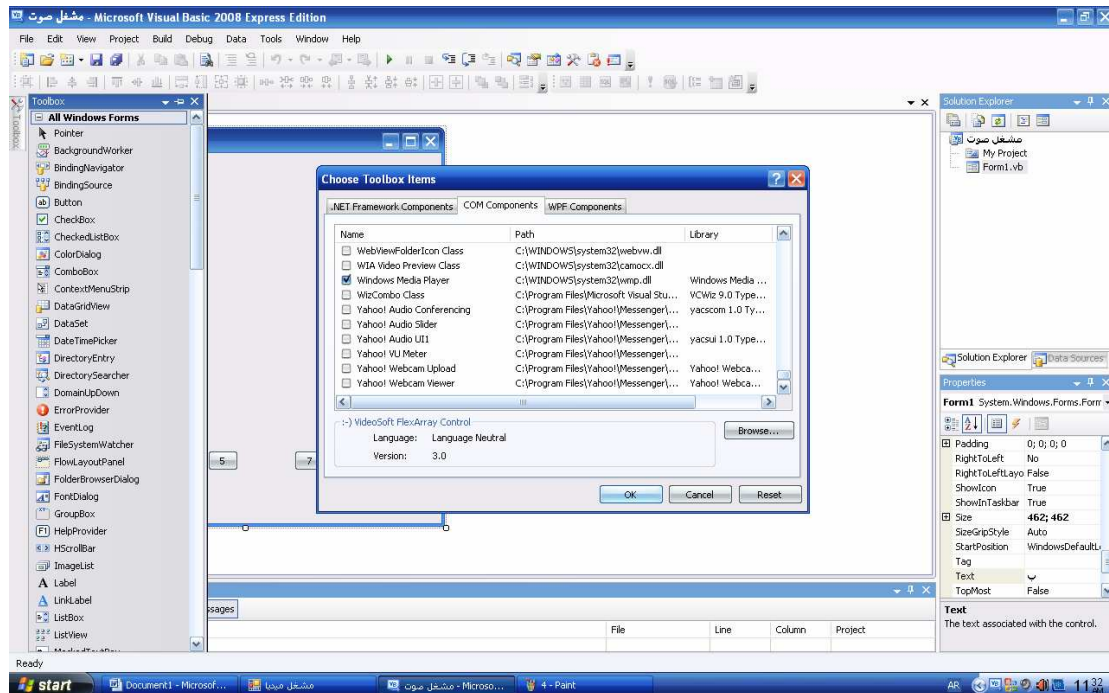 مشغل صوت - Microsoft Visual Basic 2008 Express Edition
File Edit View Project Build Debug Data Tools Window Help
Toolbox
Toolbox
All Windows Forms
Pointer
BackgroundWorker
BindingNavigator
BindingSource
Button
CheckBox
CheckedListBox
ColorDialog
ComboBox
ContextMenuStrip
DataGridView
DataSet
DateTimePicker
DirectoryEntry
DirectorySearcher
DomainUpDown
ErrorProvider
EventLog
FileSystemWatcher
FlowLayoutPanel
FolderBrowserDialog
FontDialog
GroupBox
HelpProvider
HScrollBar
ImageList
Label
LinkLabel
ListBox
ListView
MaskedTextBox
5 7
Choose Toolbox Items
.NET Framework Components COM Components WPF Components
Name Path Library
WebViewFolderIcon Class C:\WINDOWS\system32\webvw.dll
WIA Video Preview Class C:\WINDOWS\system32\camocx.dll
Windows Media Player C:\WINDOWS\system32\wmp.dll Windows Media ...
WizCombo Class C:\Program Files\Microsoft Visual Stu... VCWiz 9.0 Type...
Yahoo! Audio Conferencing C:\Program Files\Yahoo!\Messenger\... yacscom 1.0 Ty...
Yahoo! Audio Slider C:\Program Files\Yahoo!\Messenger\...
Yahoo! Audio UI1 C:\Program Files\Yahoo!\Messenger\... yacsui 1.0 Type...
Yahoo! VU Meter C:\Program Files\Yahoo!\Messenger\...
Yahoo! Webcam Upload C:\Program Files\Yahoo!\Messenger\... Yahoo! Webca...
Yahoo! Webcam Viewer C:\Program Files\Yahoo!\Messenger\... Yahoo! Webca...
:-) VideoSoft FlexArray Control
Language: Language Neutral
Version: 3.0
Browse...
OK Cancel Reset
ssages
File Line Column Project
Solution Explorer
مشغل صوت
My Project
Form1.vb
Solution Explorer Data Sources
Properties
Form1 System.Windows.Forms.Form
Padding 0; 0; 0; 0
RightToLeft No
RightToLeftLayo False
ShowIcon True
ShowInTaskbar True
Size 462; 462
SizeGripStyle Auto
StartPosition WindowsDefaultL
Tag
Text ب
TopMost False
Text
The text associated with the control.
Ready
start Document1 - Microsof... مشغل ميديا مشغل صوت - Microso... 4 - Paint AR 11:32